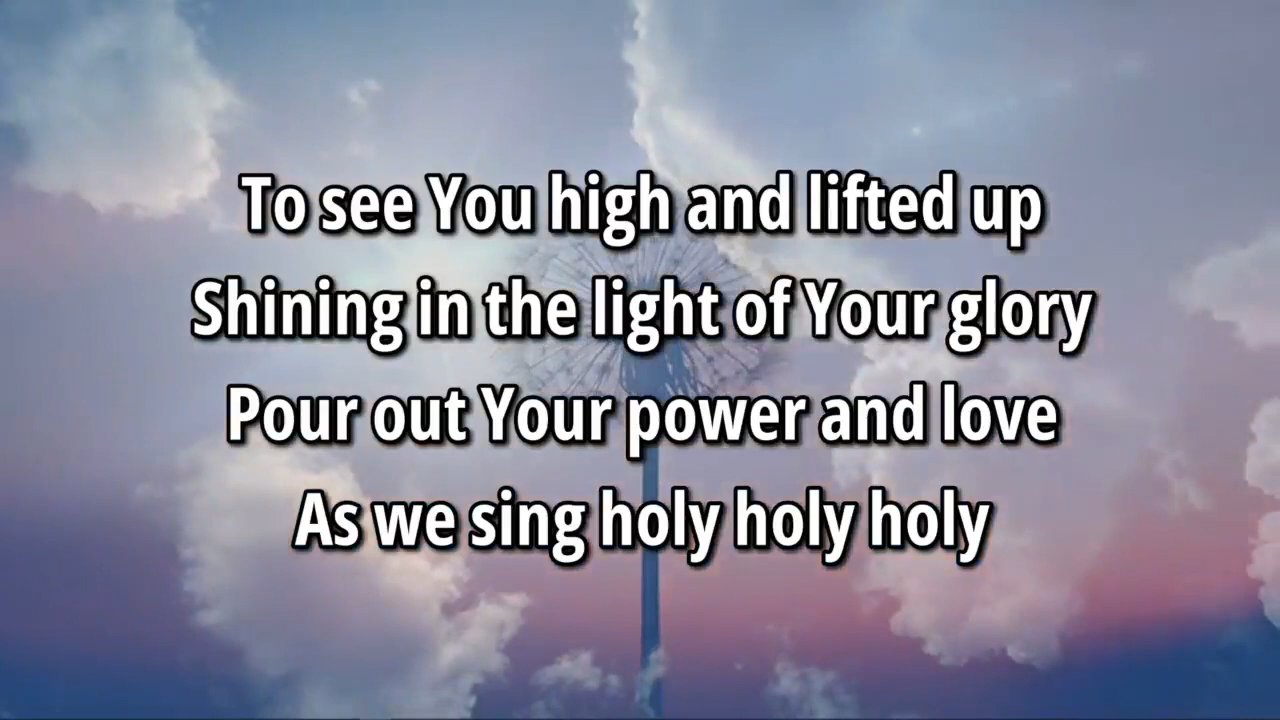 To see You high and lifted up
Shining in the light of Your glory
Pour out Your power and love
As we sing holy holy holy